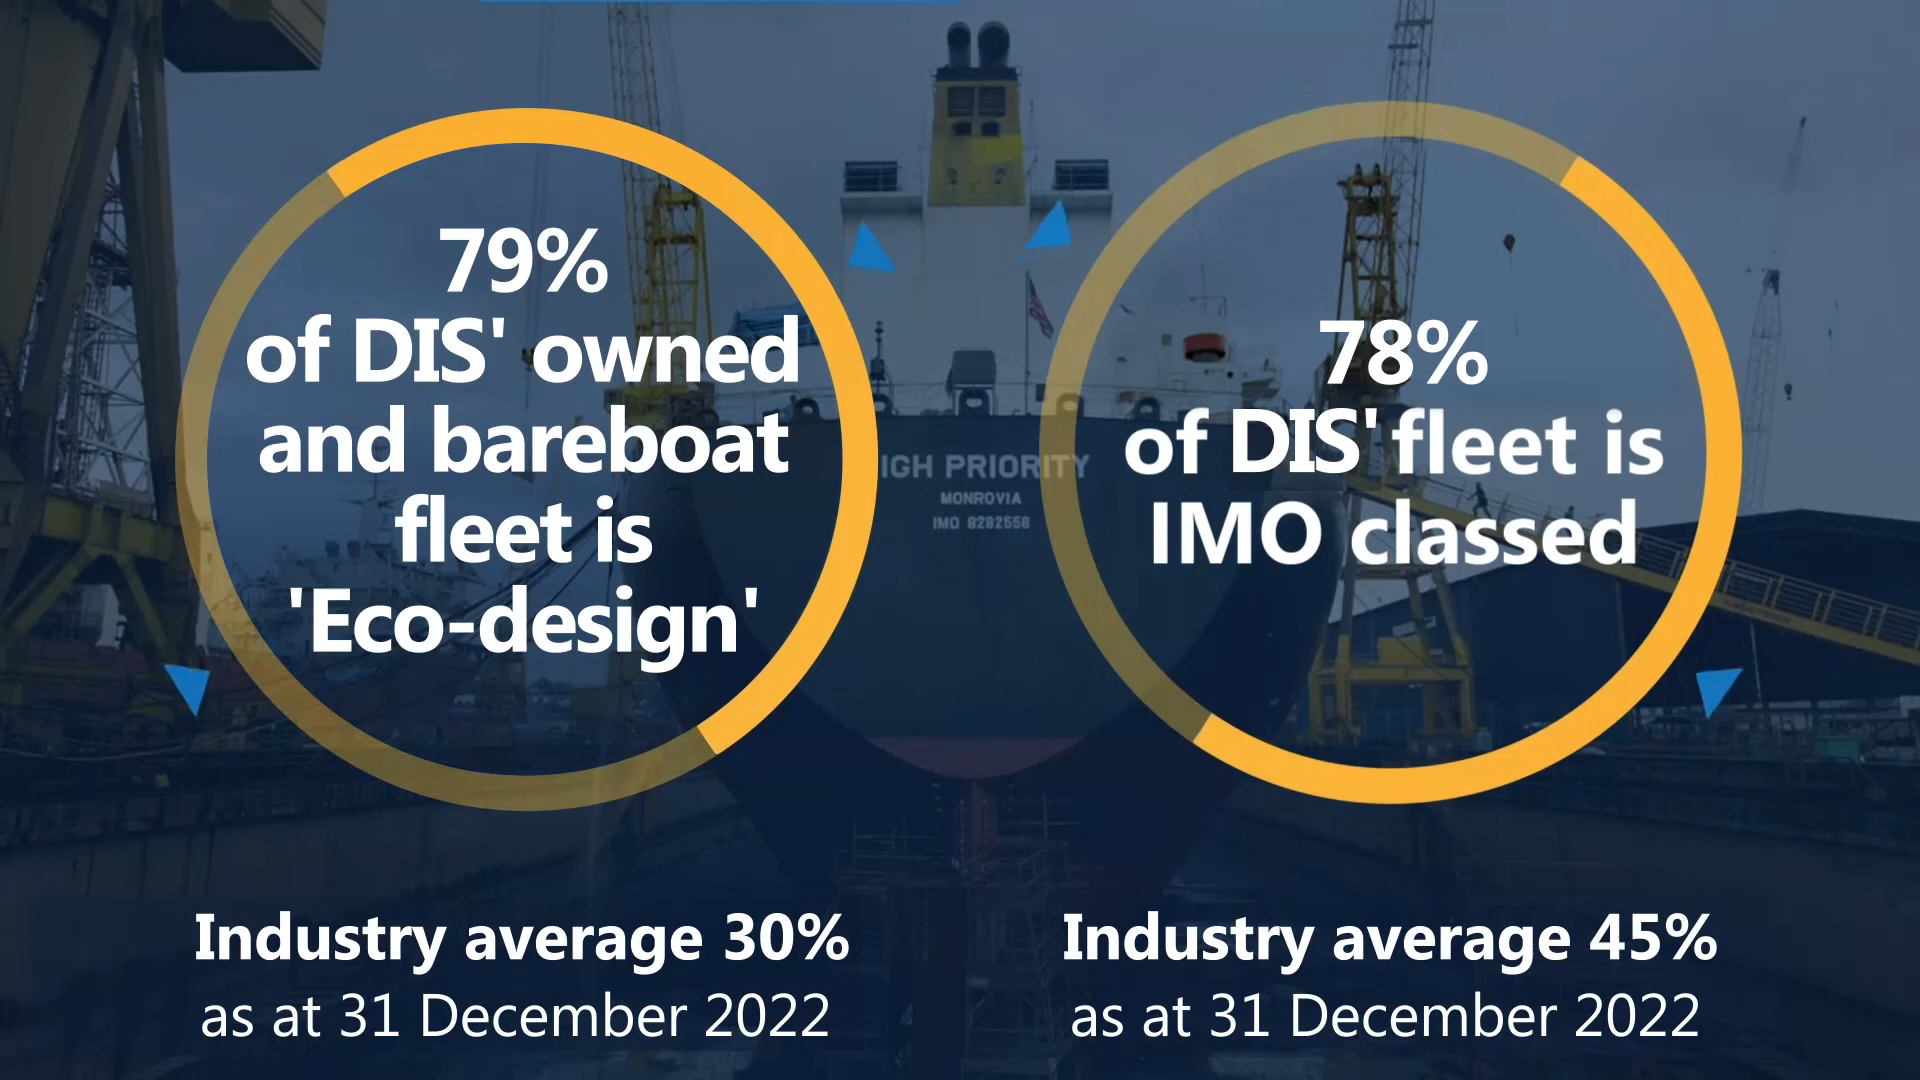 79%
of DIS' owned
and bareboat
fleet is
'Eco-design'
Industry average 30%
as at 31 December 2022
78%
of DIS' fleet is
IMO classed
Industry average 45%
as at 31 December 2022
IGH PRIORITY
MONROVIA
IMO 8282558